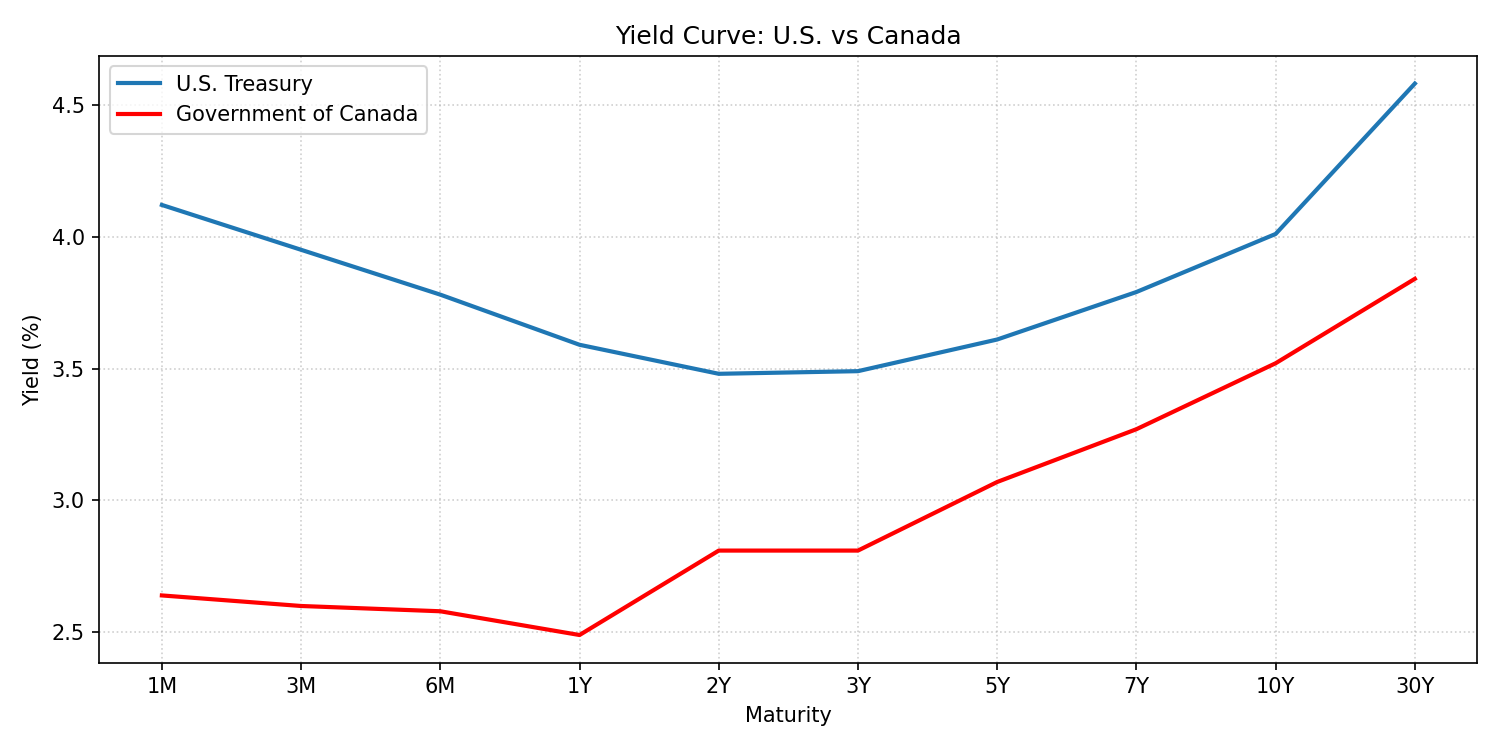 Yield Curve: U.S. vs Canada
U.S. Treasury
Government of Canada
4.5
4.0
3.5
3.0
2.5
Yield (%)
1M 3M 6M 1Y 2Y 3Y 5Y 7Y 10Y 30Y
Maturity